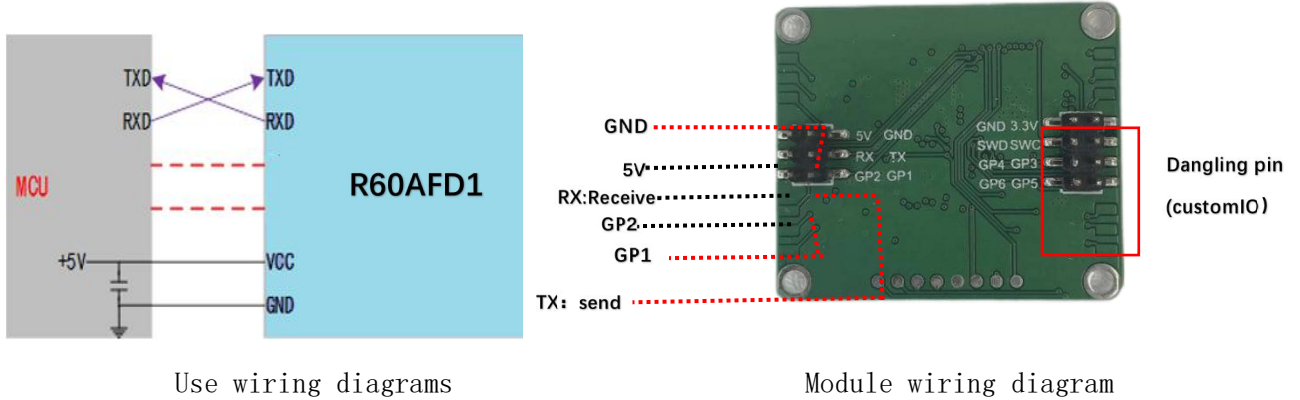 TXD
TXD
RXD
RXD
MCU
R60AFD1
+5V
VCC
GND
GND
5V
RX:Receive
GP2
GP1
TX: send
5V GND
RX TX
GP2 GP1
GND 3.3V
SWD SWC
GP4 GP3
GP6 GP5
Dangling pin
(customIO)
Use wiring diagrams
Module wiring diagram